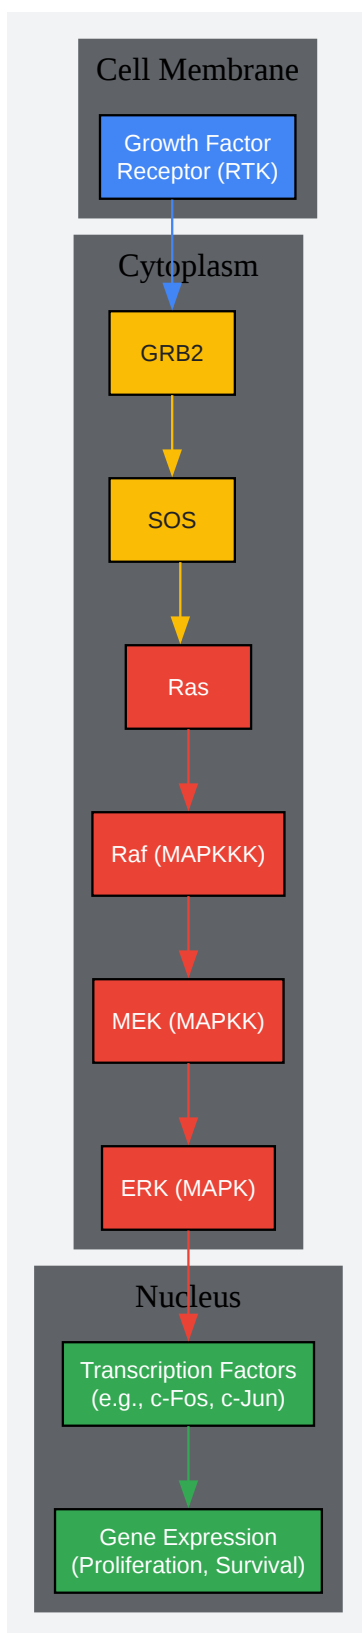 Cell Membrane
Growth Factor
Receptor (RTK)
Cytoplasm
GRB2
SOS
Ras
Raf (MAPKKK)
MEK (MAPKK)
ERK (MAPK)
Nucleus
Transcription Factors
(e.g., c-Fos, c-Jun)
Gene Expression
(Proliferation, Survival)